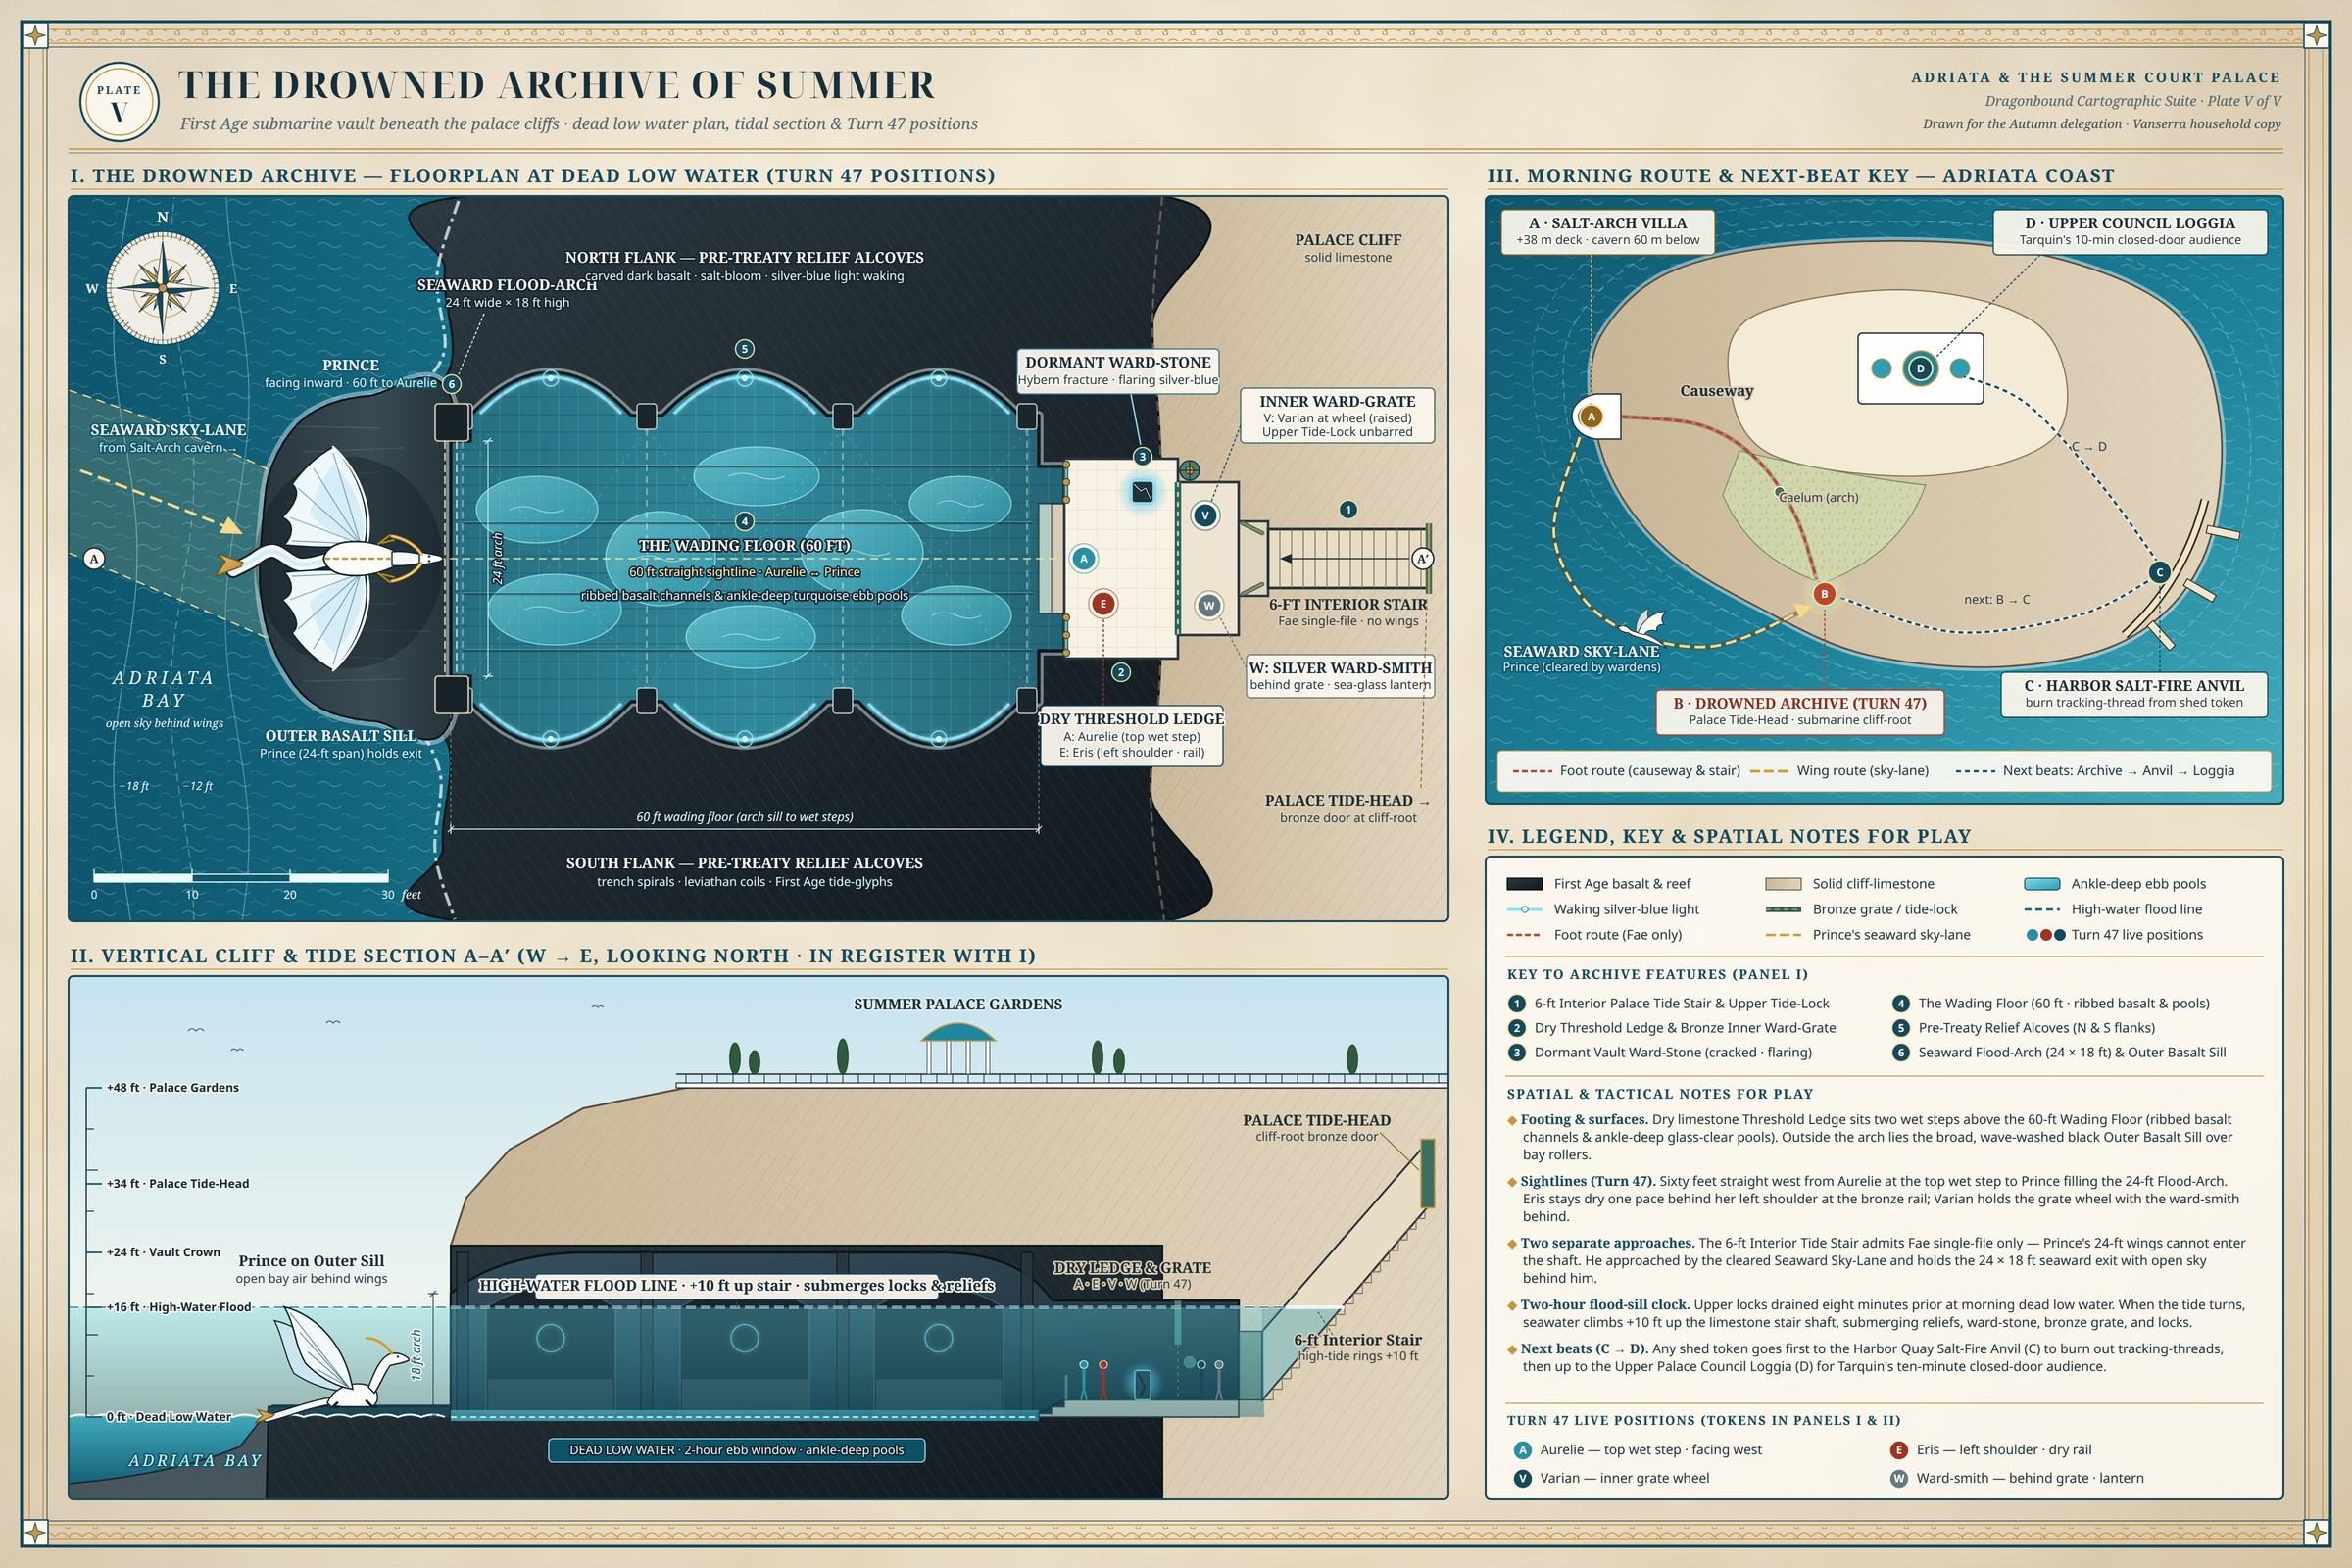 PLATE
V
THE DROWNED ARCHIVE OF SUMMER
First Age submarine vault beneath the palace cliffs · dead low water plan, tidal section & Turn 47 positions
ADRIATA & THE SUMMER COURT PALACE
Dragonbound Cartographic Suite · Plate V of V
Drawn for the Autumn delegation · Vanserra household copy
I. THE DROWNED ARCHIVE — FLOORPLAN AT DEAD LOW WATER (TURN 47 POSITIONS)
N
W
E
S
NORTH FLANK — PRE-TREATY RELIEF ALCOVES
carved dark basalt · salt-bloom · silver-blue light waking
SEAWARD FLOOD-ARCH
24 ft wide × 18 ft high
PALACE CLIFF
solid limestone
5
PRINCE
facing inward · 60 ft to Aurelie
6
DORMANT WARD-STONE
Hybern fracture · flaring silver-blue
INNER WARD-GRATE
V: Varian at wheel (raised)
Upper Tide-Lock unbarred
SEAWARD SKY-LANE
from Salt-Arch cavern →
3
4
V
1
THE WADING FLOOR (60 FT)
60 ft straight sightline · Aurelie ↔ Prince
ribbed basalt channels & ankle-deep turquoise ebb pools
24 ft arch
A
A
A′
E
W
6-FT INTERIOR STAIR
Fae single-file · no wings
2
W: SILVER WARD-SMITH
behind grate · sea-glass lantern
ADRIATA
BAY
open sky behind wings
OUTER BASALT SILL
Prince (24-ft span) holds exit
DRY THRESHOLD LEDGE
A: Aurelie (top wet step)
E: Eris (left shoulder · rail)
−18 ft
−12 ft
60 ft wading floor (arch sill to wet steps)
PALACE TIDE-HEAD →
bronze door at cliff-root
SOUTH FLANK — PRE-TREATY RELIEF ALCOVES
trench spirals · leviathan coils · First Age tide-glyphs
0
10
20
30
feet
II. VERTICAL CLIFF & TIDE SECTION A–A′ (W → E, LOOKING NORTH · IN REGISTER WITH I)
SUMMER PALACE GARDENS
+48 ft · Palace Gardens
PALACE TIDE-HEAD
cliff-root bronze door
+34 ft · Palace Tide-Head
+24 ft · Vault Crown
Prince on Outer Sill
open bay air behind wings
DRY LEDGE & GRATE
A · E · V · W (Turn 47)
HIGH-WATER FLOOD LINE · +10 ft up stair · submerges locks & reliefs
+16 ft · High-Water Flood
18 ft arch
6-ft Interior Stair
high-tide rings +10 ft
0 ft · Dead Low Water
DEAD LOW WATER · 2-hour ebb window · ankle-deep pools
ADRIATA BAY
III. MORNING ROUTE & NEXT-BEAT KEY — ADRIATA COAST
A · SALT-ARCH VILLA
+38 m deck · cavern 60 m below
D · UPPER COUNCIL LOGGIA
Tarquin's 10-min closed-door audience
D
Causeway
A
C → D
Caelum (arch)
C
B
next: B → C
SEAWARD SKY-LANE
Prince (cleared by wardens)
B · DROWNED ARCHIVE (TURN 47)
Palace Tide-Head · submarine cliff-root
C · HARBOR SALT-FIRE ANVIL
burn tracking-thread from shed token
Foot route (causeway & stair)
Wing route (sky-lane)
Next beats: Archive → Anvil → Loggia
IV. LEGEND, KEY & SPATIAL NOTES FOR PLAY
First Age basalt & reef
Solid cliff-limestone
Ankle-deep ebb pools
Waking silver-blue light
Bronze grate / tide-lock
High-water flood line
Foot route (Fae only)
Prince's seaward sky-lane
Turn 47 live positions
KEY TO ARCHIVE FEATURES (PANEL I)
1 6-ft Interior Palace Tide Stair & Upper Tide-Lock
4 The Wading Floor (60 ft · ribbed basalt & pools)
2 Dry Threshold Ledge & Bronze Inner Ward-Grate
5 Pre-Treaty Relief Alcoves (N & S flanks)
3 Dormant Vault Ward-Stone (cracked · flaring)
6 Seaward Flood-Arch (24 × 18 ft) & Outer Basalt Sill
SPATIAL & TACTICAL NOTES FOR PLAY
◆ Footing & surfaces. Dry limestone Threshold Ledge sits two wet steps above the 60-ft Wading Floor (ribbed basalt
channels & ankle-deep glass-clear pools). Outside the arch lies the broad, wave-washed black Outer Basalt Sill over
bay rollers.
◆ Sightlines (Turn 47). Sixty feet straight west from Aurelie at the top wet step to Prince filling the 24-ft Flood-Arch.
Eris stays dry one pace behind her left shoulder at the bronze rail; Varian holds the grate wheel with the ward-smith
behind.
◆ Two separate approaches. The 6-ft Interior Tide Stair admits Fae single-file only — Prince's 24-ft wings cannot enter
the shaft. He approached by the cleared Seaward Sky-Lane and holds the 24 × 18 ft seaward exit with open sky
behind him.
◆ Two-hour flood-sill clock. Upper locks drained eight minutes prior at morning dead low water. When the tide turns,
seawater climbs +10 ft up the limestone stair shaft, submerging reliefs, ward-stone, bronze grate, and locks.
◆ Next beats (C → D). Any shed token goes first to the Harbor Quay Salt-Fire Anvil (C) to burn out tracking-threads,
then up to the Upper Palace Council Loggia (D) for Tarquin's ten-minute closed-door audience.
TURN 47 LIVE POSITIONS (TOKENS IN PANELS I & II)
A Aurelie — top wet step · facing west
E Eris — left shoulder · dry rail
V Varian — inner grate wheel
W Ward-smith — behind grate · lantern